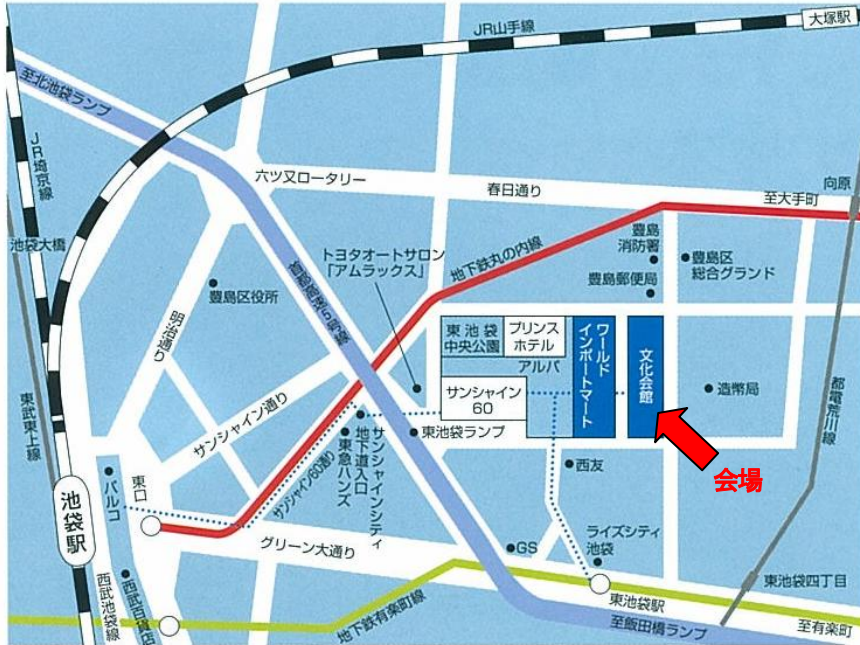 大塚駅
JR山手線
至北池袋ランプ
JR埼京線
六ツ又ロータリー
春日通り
向原
至大手町
池袋大橋
トヨタオートサロン
「アムラックス」
地下鉄丸の内線
豊島
消防署
豊島区
総合グランド
豊島郵便局
豊島区役所
首都高速5号線
明治通り
東池袋
中央公園
プリンス
ホテル
アルパ
ワールド
インポートマート
文化会館
サンシャイン
60
造幣局
都電荒川線
東武東上線
サンシャイン通り
東池袋ランプ
サンシャインシティ
地下道入口
東急ハンズ
サンシャイン60通り
会場
西友
東口
パルコ
池袋駅
グリーン大通り
GS
ライズシティ
池袋
東池袋四丁目
東池袋駅
西武池袋線
西武百貨店
地下鉄有楽町線
至飯田橋ランプ
至有楽町